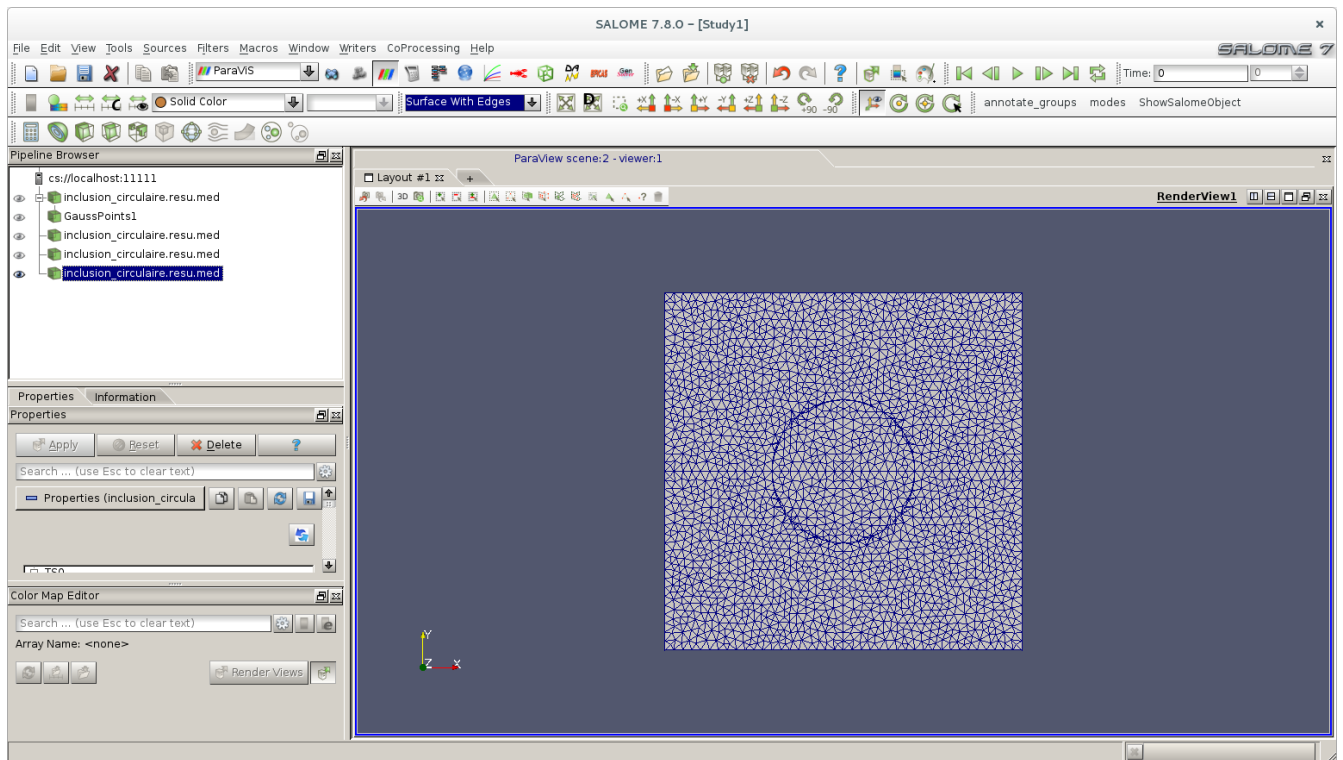 SALOME 7.8.0 – [Study1]
File Edit View Tools Sources Filters Macros Window Writers CoProcessing Help
SALOME 7
ParaViS
Time: 0
0
Solid Color
Surface With Edges
+X -X +Y -Y +Z -Z +90 -90
annotate_groups modes ShowSalomeObject
Pipeline Browser
cs://localhost:11111
inclusion_circulaire.resu.med
GaussPoints1
inclusion_circulaire.resu.med
inclusion_circulaire.resu.med
inclusion_circulaire.resu.med
ParaView scene:2 - viewer:1
Layout #1
+
3D
RenderView1
Properties Information
Properties
Apply Reset Delete ?
Search ... (use Esc to clear text)
Properties (inclusion_circula
TS0
Color Map Editor
Search ... (use Esc to clear text)
Array Name: <none>
Render Views
Y
Z X